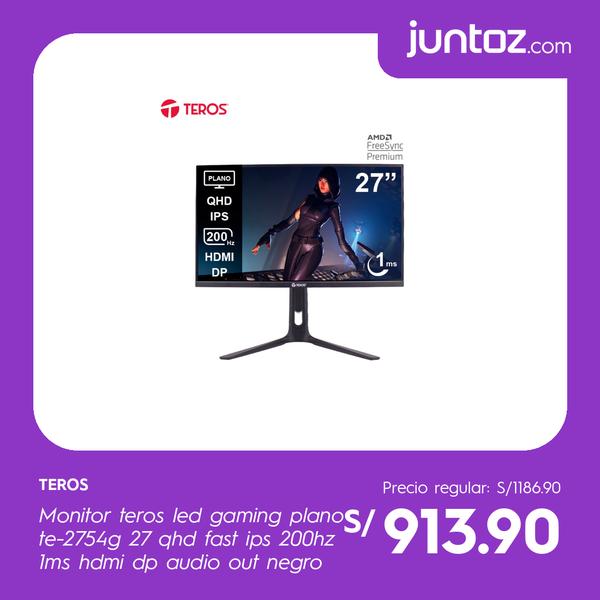 juntoz.com
TEROS
AMD
FreeSync
Premium
PLANO
QHD
IPS
200Hz
HDMI
DP
27”
1ms
TEROS
TEROS
Precio regular: S/1186.90
Monitor teros led gaming plano
te-2754g 27 qhd fast ips 200hz
1ms hdmi dp audio out negro
S/ 913.90